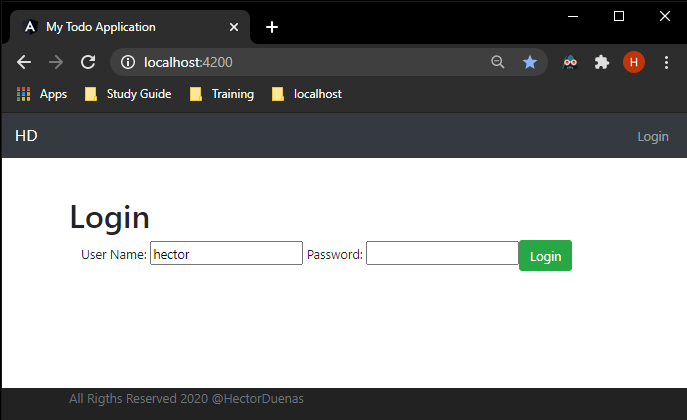 My Todo Application
localhost:4200
H
Apps Study Guide Training localhost
HD Login
Login
User Name: hector Password: Login
All Rigths Reserved 2020 @HectorDuenas